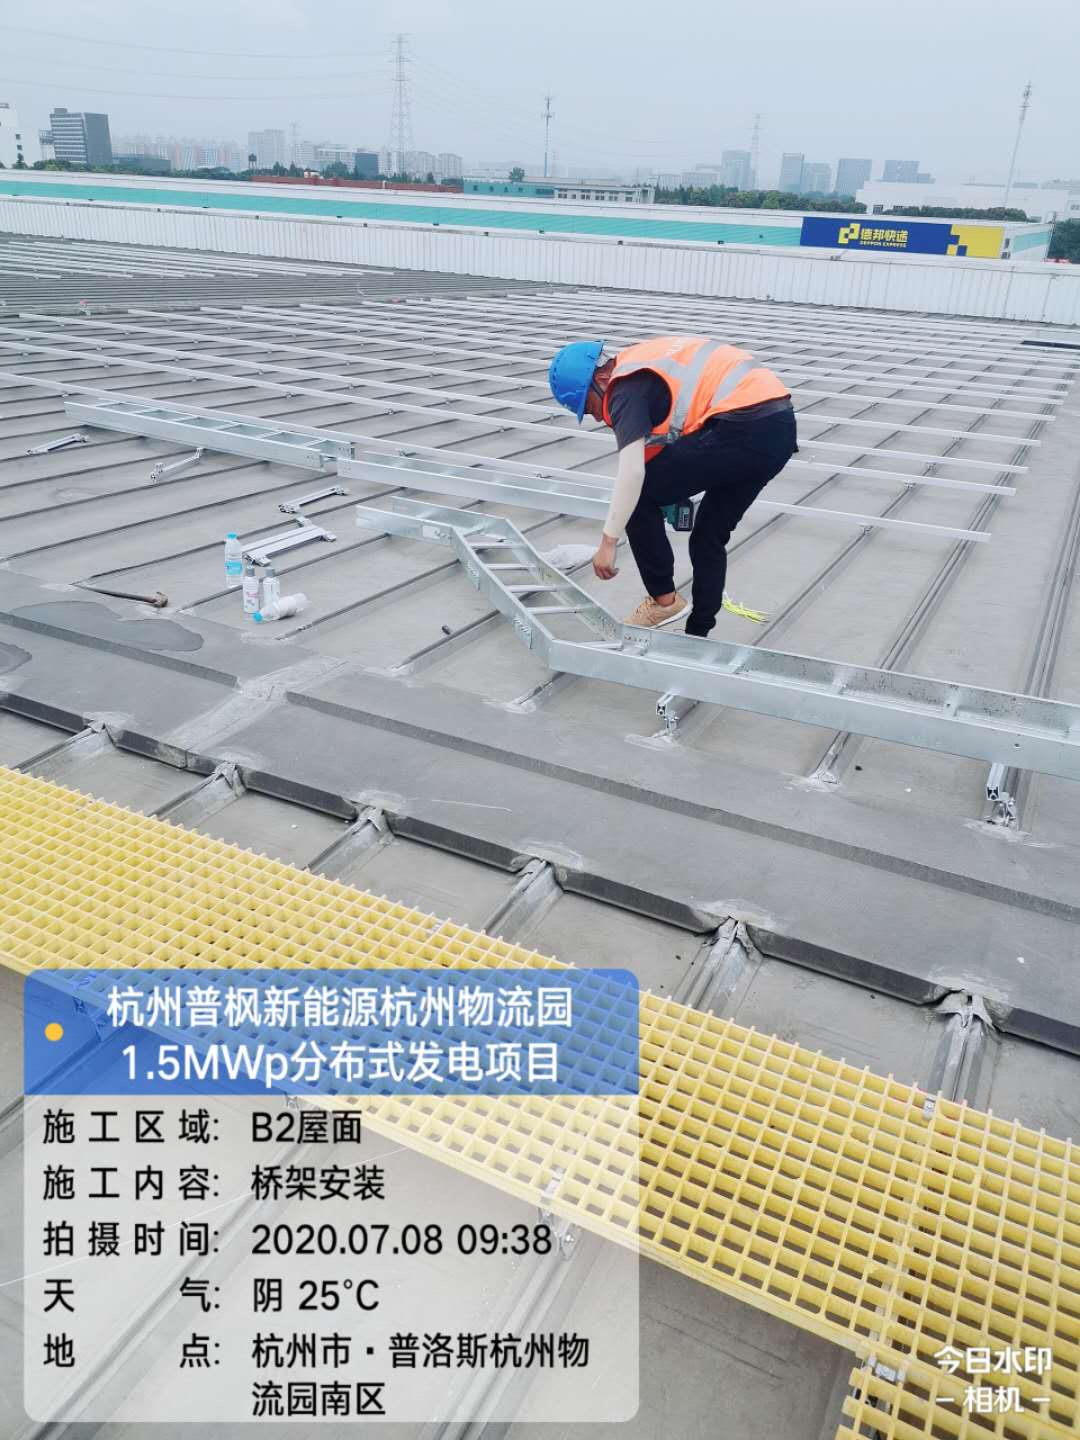 德邦快递
DEPPON EXPRESS
杭州普枫新能源杭州物流园
1.5MWp分布式发电项目
施工区域: B2屋面
施工内容: 桥架安装
拍摄时间: 2020.07.08 09:38
天气: 阴 25℃
地点: 杭州市·普洛斯杭州物
流园南区
今日水印
相机